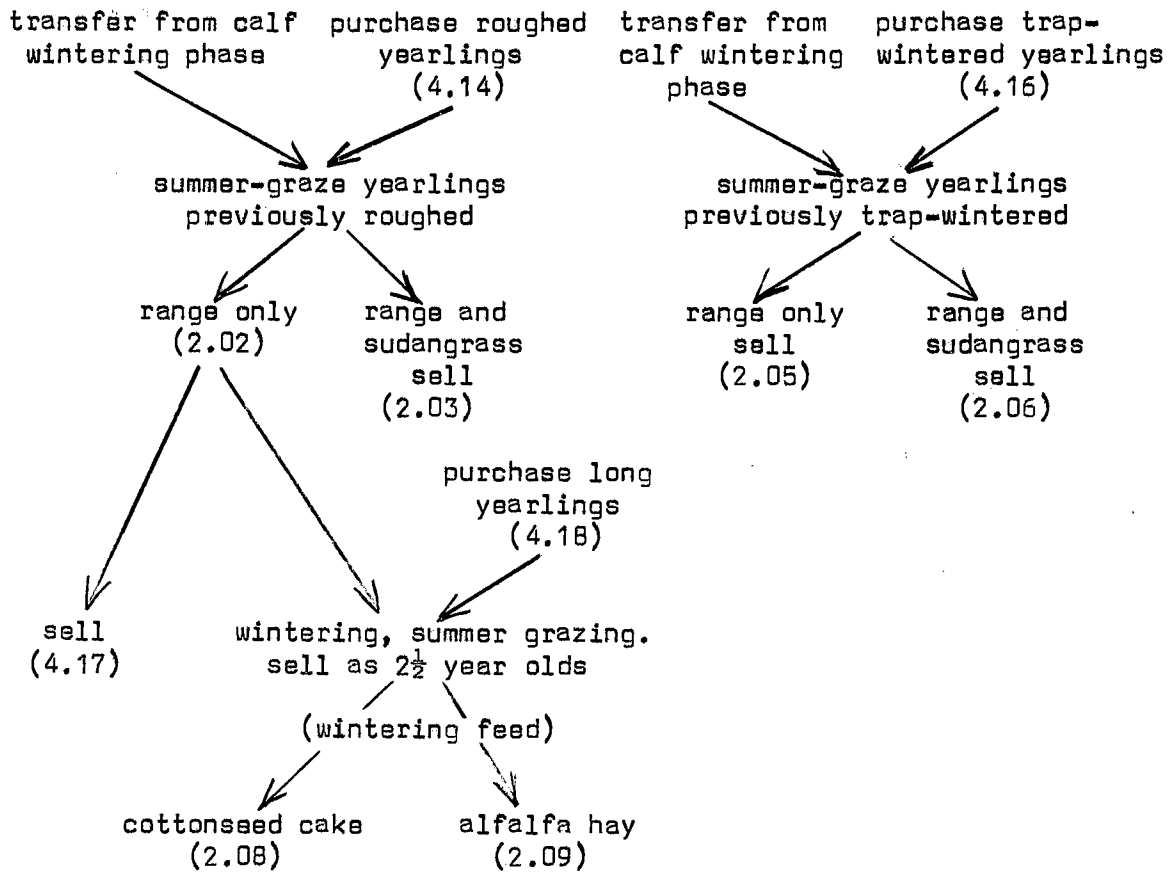 transfer from calf
wintering phase
purchase roughed
yearlings
(4.14)
transfer from
calf wintering
phase
purchase trap-
wintered yearlings
(4.16)
summer-graze yearlings
previously roughed
summer-graze yearlings
previously trap-wintered
range only
(2.02)
range and
sudangrass
sell
(2.03)
range only
sell
(2.05)
range and
sudangrass
sell
(2.06)
purchase long
yearlings
(4.18)
sell
(4.17)
wintering, summer grazing.
sell as 2½ year olds
(wintering feed)
cottonseed cake
(2.08)
alfalfa hay
(2.09)